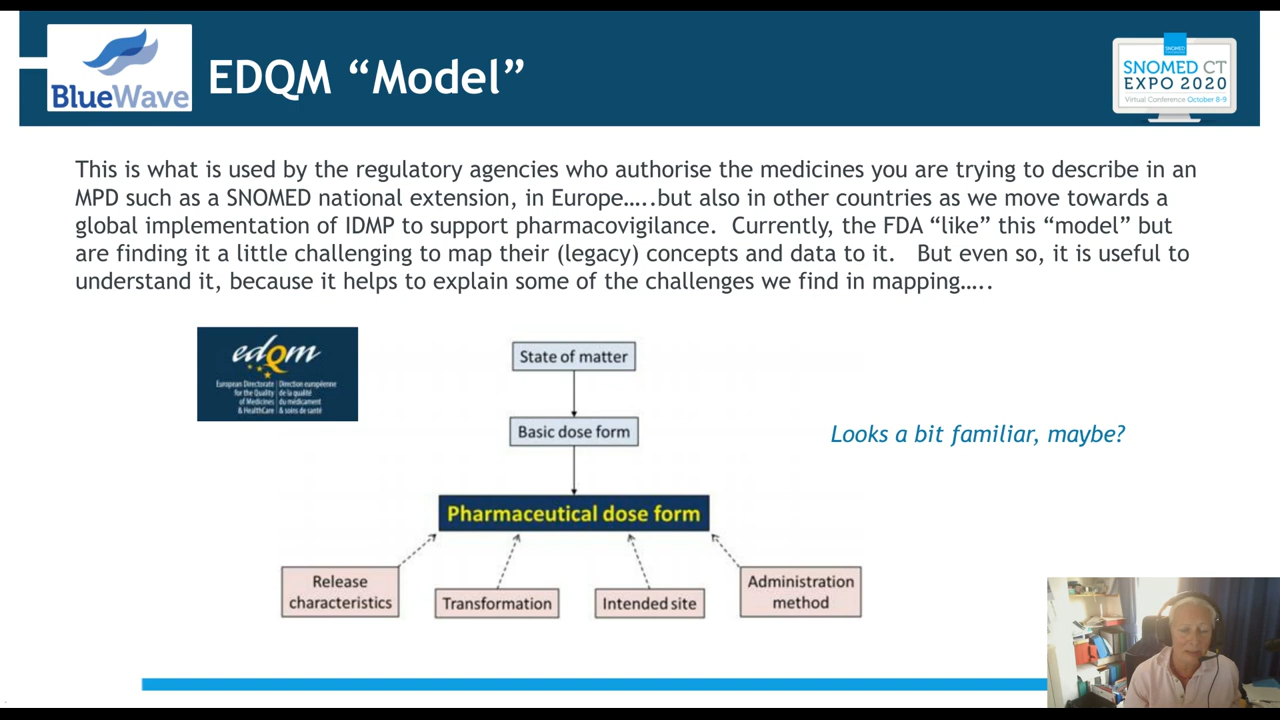 BlueWave
EDQM “Model”
SNOMED
SNOMED CT
EXPO 2020
Virtual Conference October 8-9
This is what is used by the regulatory agencies who authorise the medicines you are trying to describe in an
MPD such as a SNOMED national extension, in Europe…..but also in other countries as we move towards a
global implementation of IDMP to support pharmacovigilance. Currently, the FDA “like” this “model” but
are finding it a little challenging to map their (legacy) concepts and data to it. But even so, it is useful to
understand it, because it helps to explain some of the challenges we find in mapping…..
edQm
European Directorate | Direction européenne
for the Quality | de la qualité
of Medicines | du médicament
& HealthCare | & soins de santé
State of matter
Basic dose form
Looks a bit familiar, maybe?
Pharmaceutical dose form
Release
characteristics
Transformation
Intended site
Administration
method